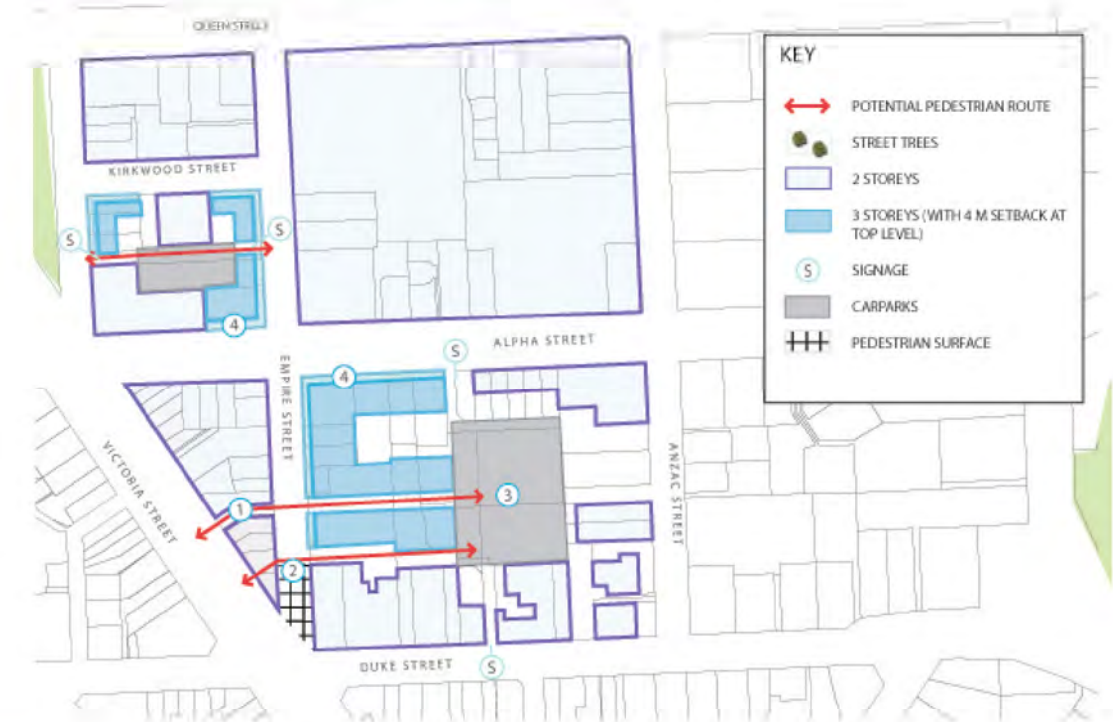 QUEEN STREET
KEY
POTENTIAL PEDESTRIAN ROUTE
STREET TREES
2 STOREYS
3 STOREYS (WITH 4 M SETBACK AT
TOP LEVEL)
S SIGNAGE
CARPARKS
PEDESTRIAN SURFACE
KIRKWOOD STREET
S
S
4
ALPHA STREET
S
4
EMPIRE STREET
VICTORIA STREET
ANZAC STREET
1
3
2
DUKE STREET
S